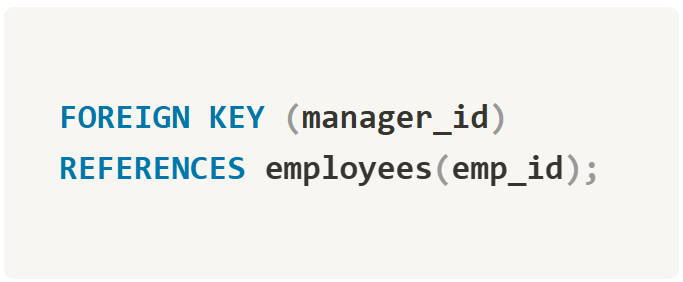 FOREIGN KEY (manager_id)
REFERENCES employees(emp_id);